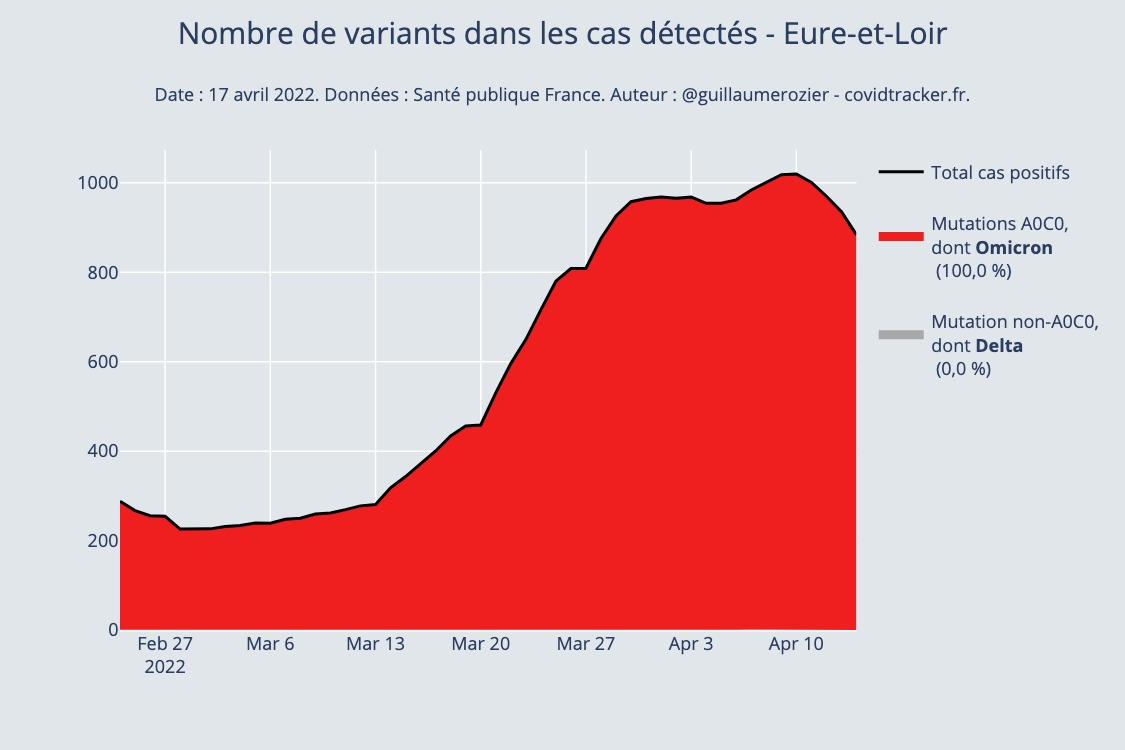 Nombre de variants dans les cas détectés - Eure-et-Loir
Date : 17 avril 2022. Données : Santé publique France. Auteur : @guillaumerozier - covidtracker.fr.
1000
800
600
400
200
0
Feb 27
2022
Mar 6
Mar 13
Mar 20
Mar 27
Apr 3
Apr 10
Total cas positifs
Mutations A0C0,
dont Omicron
(100,0 %)
Mutation non-A0C0,
dont Delta
(0,0 %)